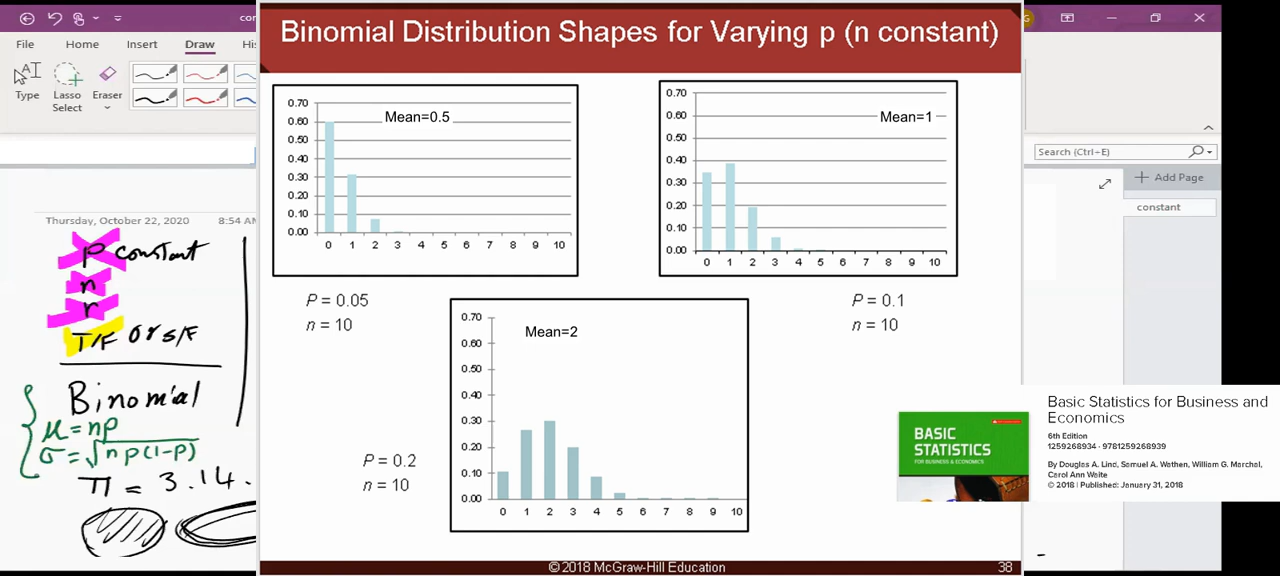 Binomial Distribution Shapes for Varying p (n constant)
File Home Insert Draw
Type Lasso Select Eraser
Search (Ctrl+E)
Add Page
constant
Thursday, October 22, 2020 8:54 AM
p constant
n
r
T/F or S/F
Binomial
μ = np
σ = √np(1-p)
π = 3.14.
Mean=0.5
0.70
0.60
0.50
0.40
0.30
0.20
0.10
0.00
0 1 2 3 4 5 6 7 8 9 10
P = 0.05
n = 10
Mean=1
0.70
0.60
0.50
0.40
0.30
0.20
0.10
0.00
0 1 2 3 4 5 6 7 8 9 10
P = 0.1
n = 10
Mean=2
0.70
0.60
0.50
0.40
0.30
0.20
0.10
0.00
0 1 2 3 4 5 6 7 8 9 10
P = 0.2
n = 10
BASIC
STATISTICS
FOR BUSINESS & ECONOMICS
Basic Statistics for Business and
Economics
6th Edition
1259268934 - 9781259268939
By Douglas A. Lind, Samuel A. Wathen, William G. Marchal,
Carol Ann Waite
© 2018 | Published: January 31, 2018
©2018 McGraw-Hill Education
38